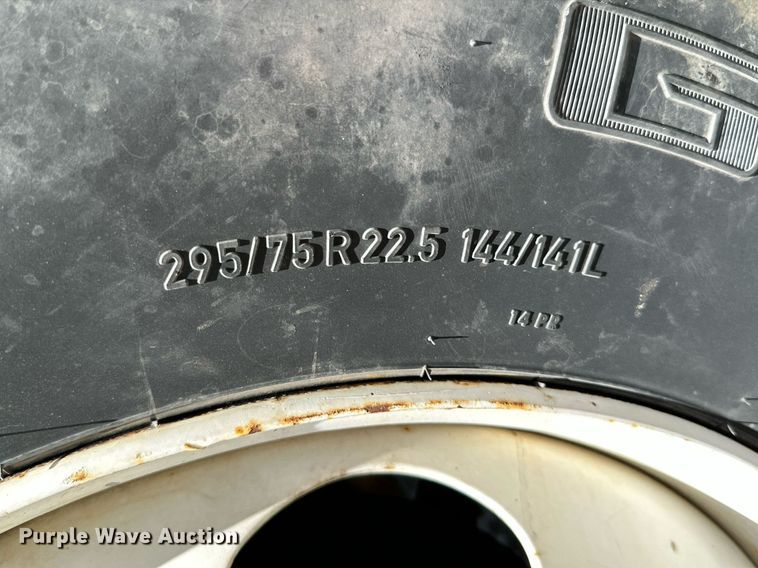 G
295/75R22.5 144/141L
14 PR
Purple Wave Auction